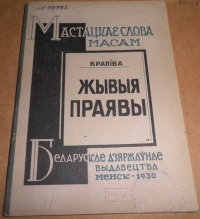 МАСТАЦКАЕ СЛОВА
МАСАМ
КРАПІВА
ЖЫВЫЯ
ПРАЯВЫ
БЕЛАРУСКАЕ ДЗЯРЖАЎНАЕ
ВЫДАВЕЦТВА
МЕНСК-1930